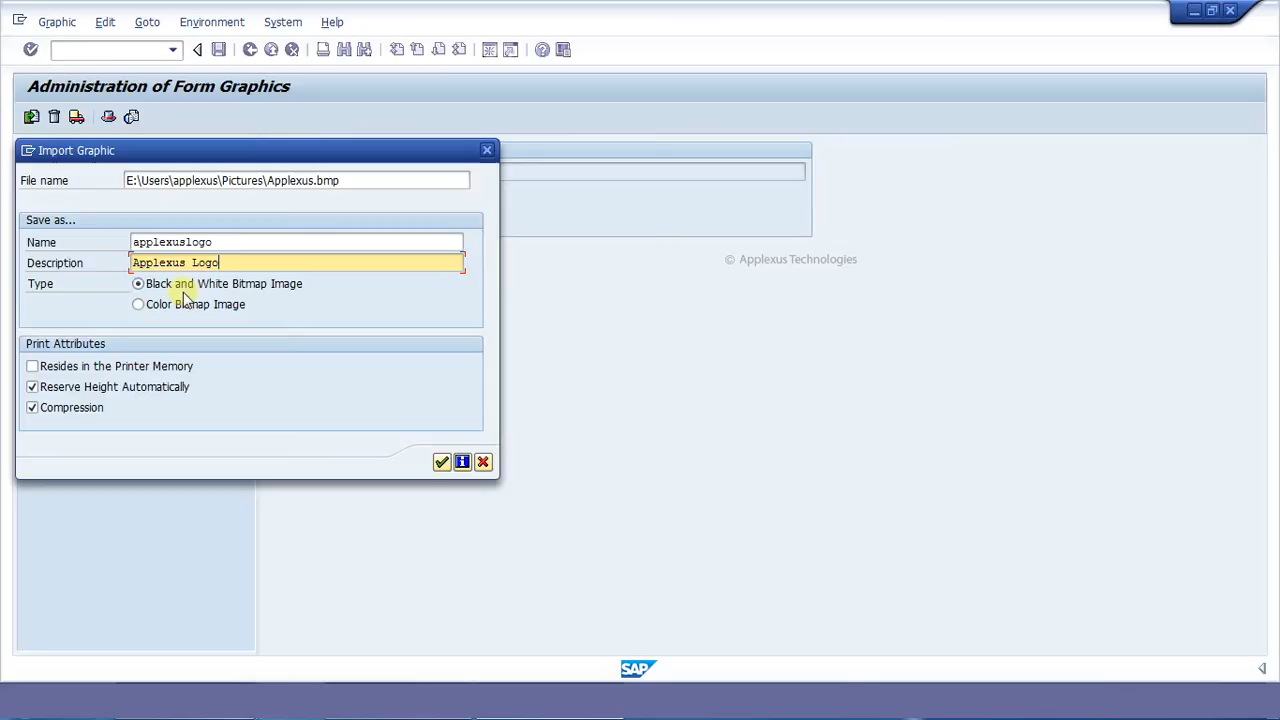 Graphic Edit Goto Environment System Help
Administration of Form Graphics
Import Graphic
File name E:\Users\applexus\Pictures\Applexus.bmp
Save as...
Name applexuslogo
Description Applexus Logo
Type Black and White Bitmap Image
Color Bitmap Image
Print Attributes
Resides in the Printer Memory
Reserve Height Automatically
Compression
© Applexus Technologies
SAP